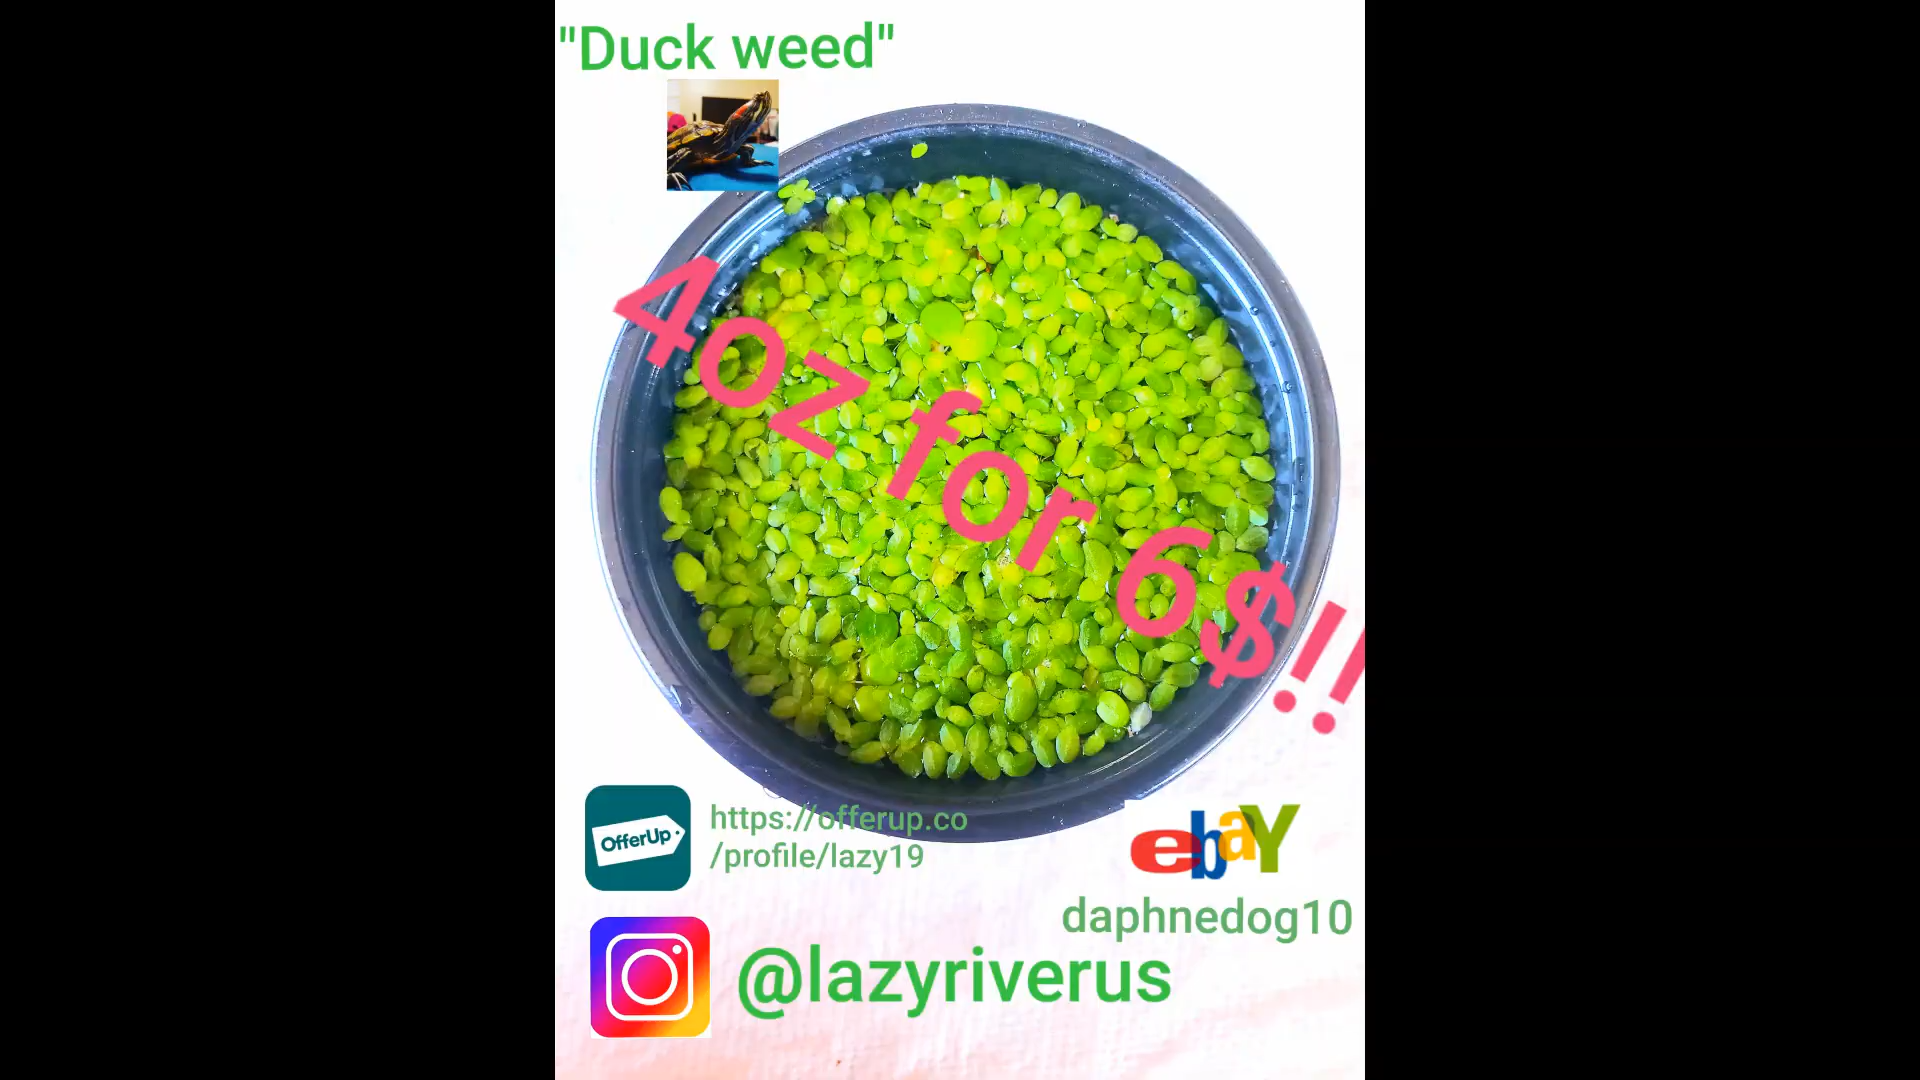 "Duck weed"
4oz for 6$!!
OfferUp
https://offerup.co
/profile/lazy19
ebaY
daphnedog10
@lazyriverus